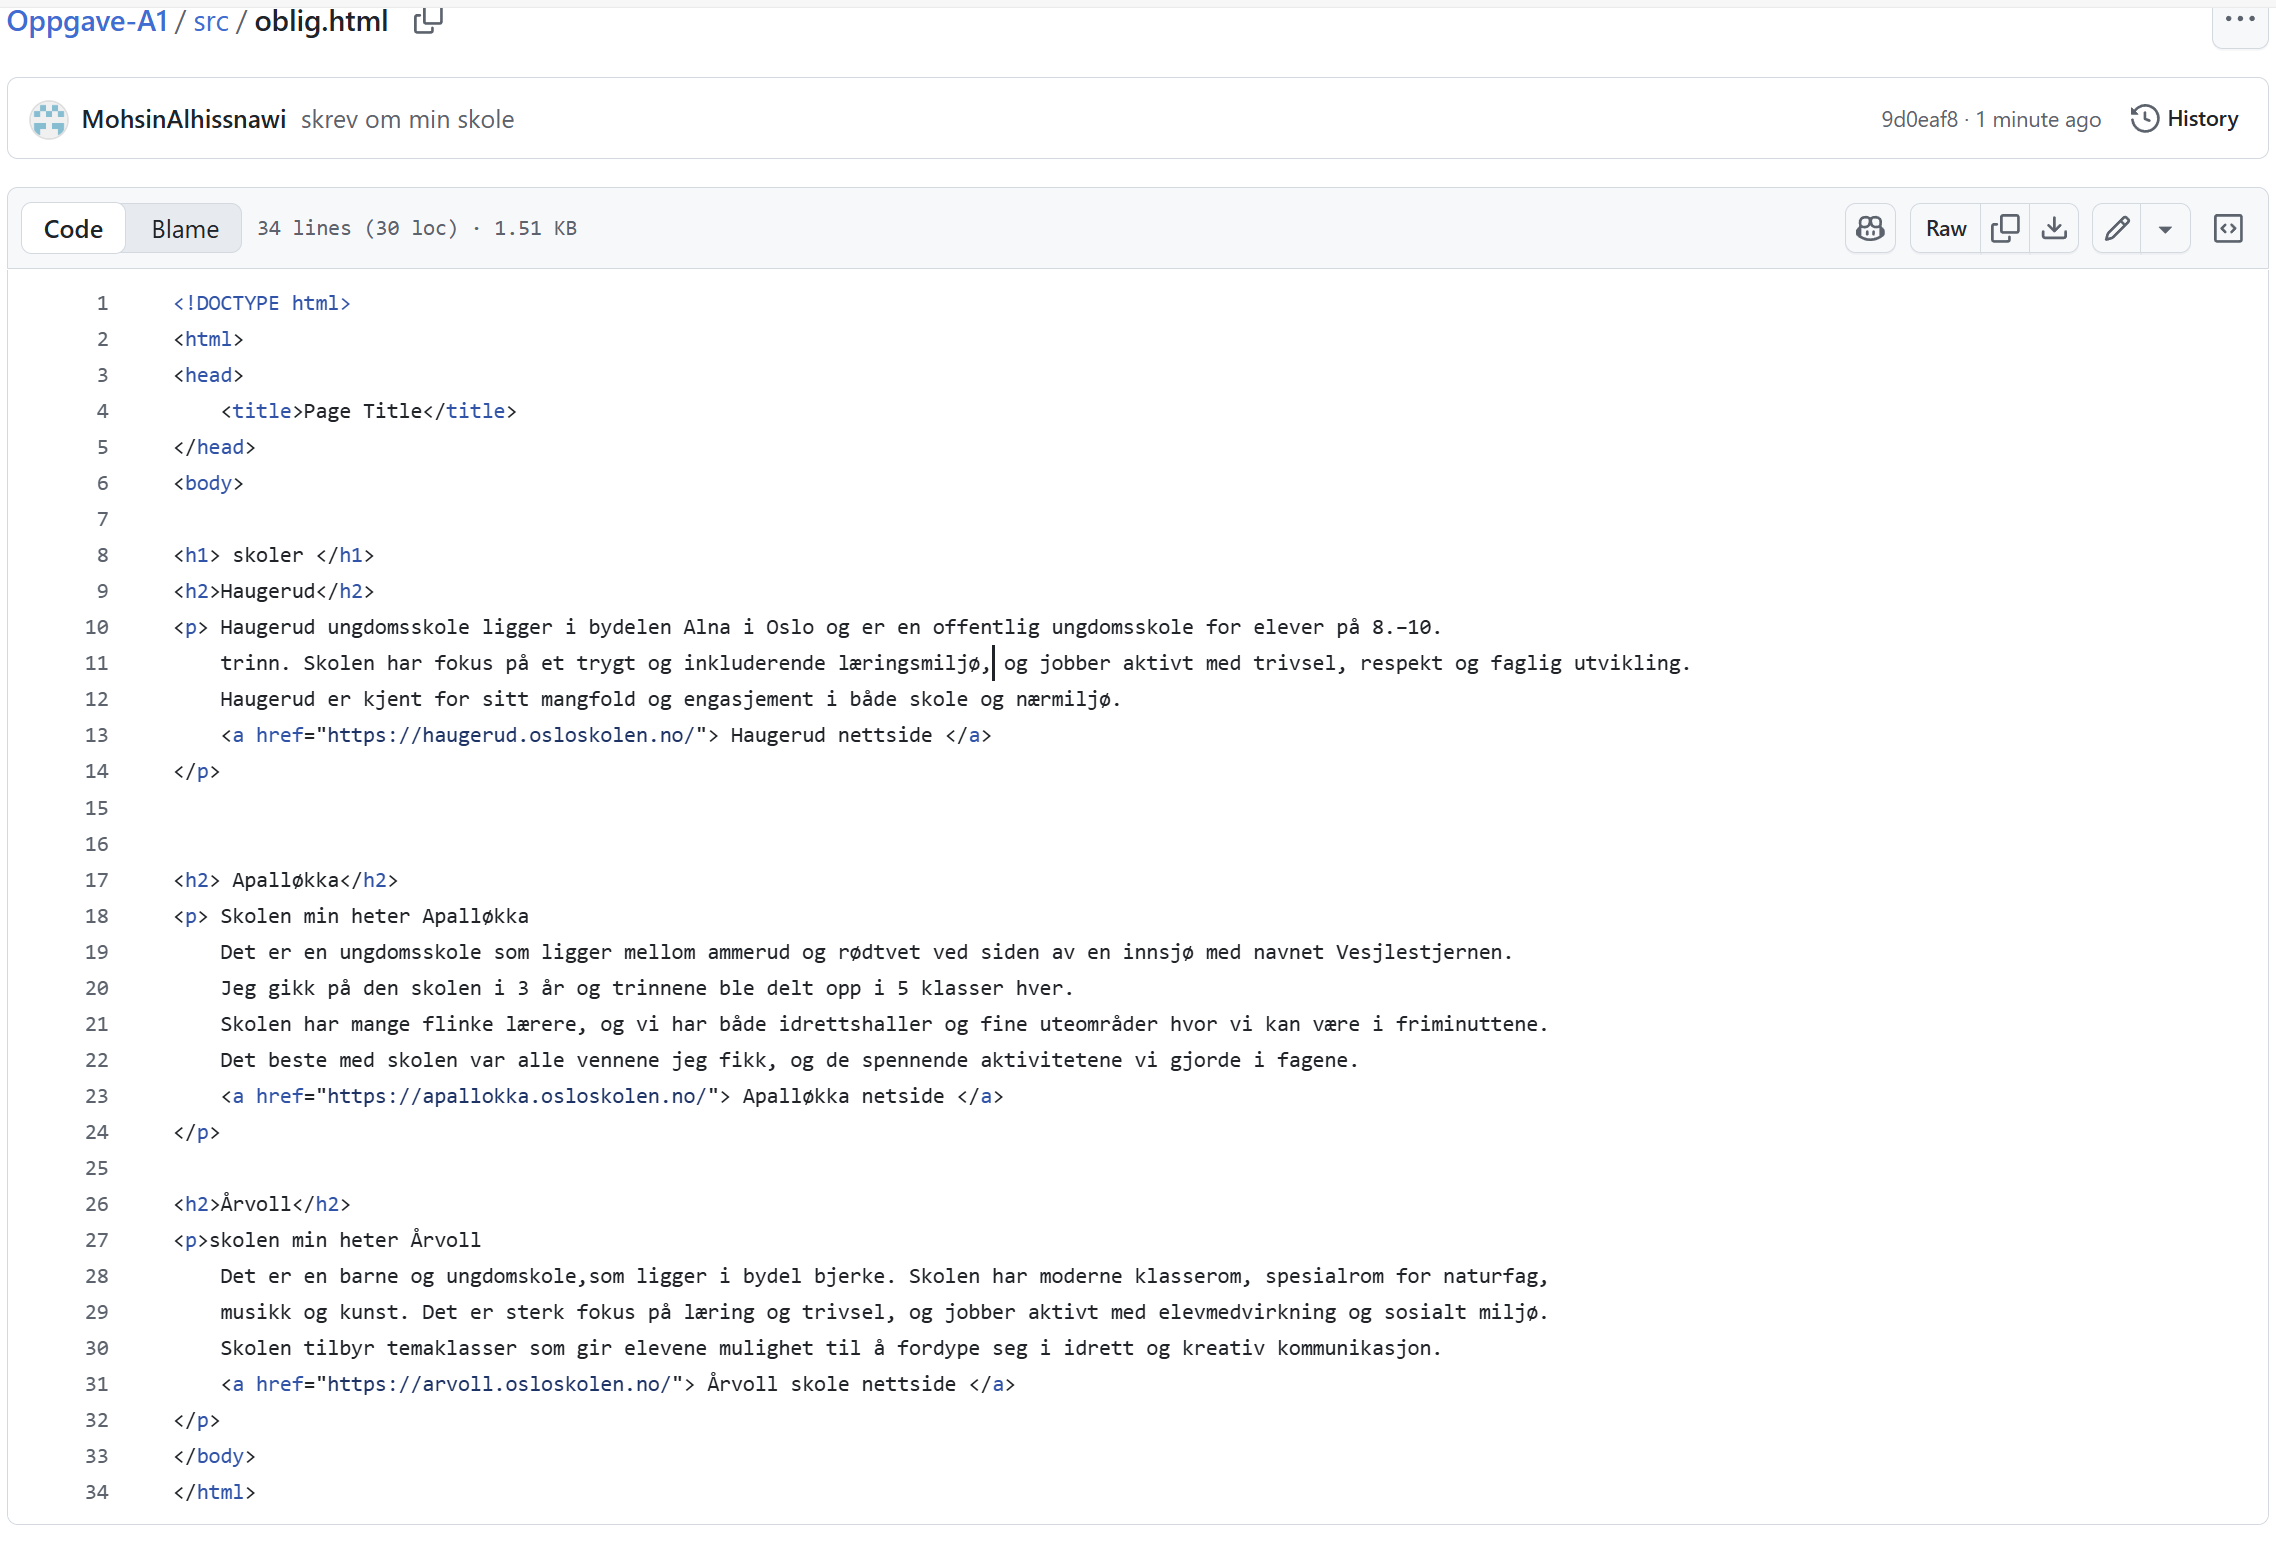 Oppgave-A1 / src / oblig.html
MohsinAlhissnawi skrev om min skole 9d0eaf8 · 1 minute ago History
Code Blame 34 lines (30 loc) · 1.51 KB Raw
1 <!DOCTYPE html>
2 <html>
3 <head>
4     <title>Page Title</title>
5 </head>
6 <body>
7
8 <h1> skoler </h1>
9 <h2>Haugerud</h2>
10 <p> Haugerud ungdomsskole ligger i bydelen Alna i Oslo og er en offentlig ungdomsskole for elever på 8.–10.
11     trinn. Skolen har fokus på et trygt og inkluderende læringsmiljø, og jobber aktivt med trivsel, respekt og faglig utvikling.
12     Haugerud er kjent for sitt mangfold og engasjement i både skole og nærmiljø.
13     <a href="https://haugerud.osloskolen.no/"> Haugerud nettside </a>
14 </p>
15
16
17 <h2> Apalløkka</h2>
18 <p> Skolen min heter Apalløkka
19     Det er en ungdomsskole som ligger mellom ammerud og rødtvet ved siden av en innsjø med navnet Vesjlestjernen.
20     Jeg gikk på den skolen i 3 år og trinnene ble delt opp i 5 klasser hver.
21     Skolen har mange flinke lærere, og vi har både idrettshaller og fine uteområder hvor vi kan være i friminuttene.
22     Det beste med skolen var alle vennene jeg fikk, og de spennende aktivitetene vi gjorde i fagene.
23     <a href="https://apallokka.osloskolen.no/"> Apalløkka netside </a>
24 </p>
25
26 <h2>Årvoll</h2>
27 <p>skolen min heter Årvoll
28     Det er en barne og ungdomskole,som ligger i bydel bjerke. Skolen har moderne klasserom, spesialrom for naturfag,
29     musikk og kunst. Det er sterk fokus på læring og trivsel, og jobber aktivt med elevmedvirkning og sosialt miljø.
30     Skolen tilbyr temaklasser som gir elevene mulighet til å fordype seg i idrett og kreativ kommunikasjon.
31     <a href="https://arvoll.osloskolen.no/"> Årvoll skole nettside </a>
32 </p>
33 </body>
34 </html>